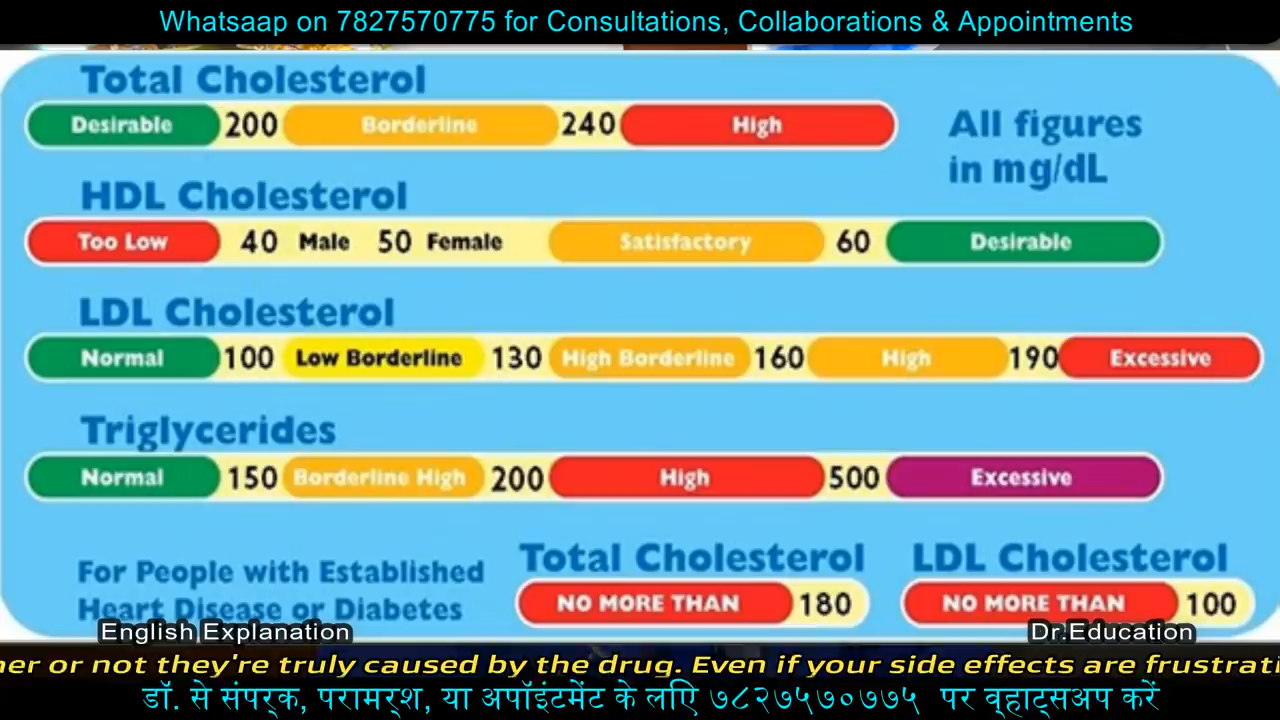 Whatsaap on 7827570775 for Consultations, Collaborations & Appointments
Total Cholesterol
Desirable 200 Borderline 240 High
All figures
in mg/dL
HDL Cholesterol
Too Low 40 Male 50 Female Satisfactory 60 Desirable
LDL Cholesterol
Normal 100 Low Borderline 130 High Borderline 160 High 190 Excessive
Triglycerides
Normal 150 Borderline High 200 High 500 Excessive
For People with Established
Heart Disease or Diabetes
Total Cholesterol
NO MORE THAN 180
LDL Cholesterol
NO MORE THAN 100
English Explanation
Dr.Education
or not they're truly caused by the drug. Even if your side effects are
डॉ. से संपर्क, परामर्श, या अपॉइंटमेंट के लिए ७८२७५७०७७५ पर व्हाट्सअप करें